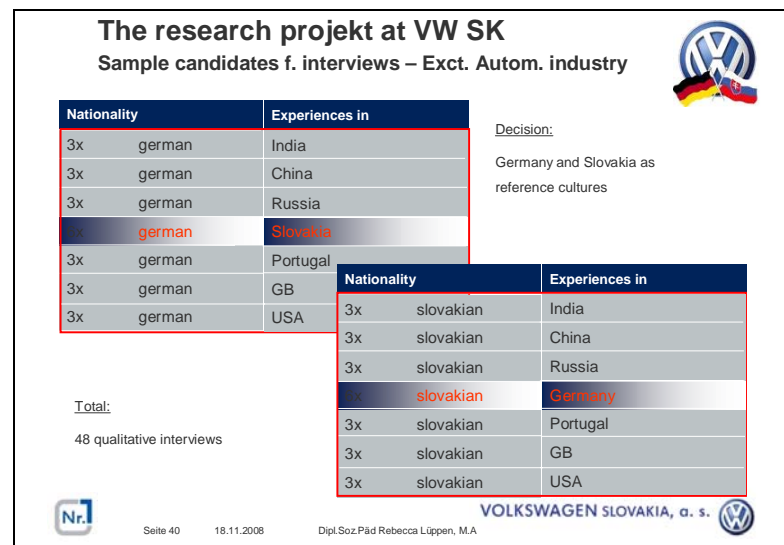 The research projekt at VW SK
Sample candidates f. interviews – Exct. Autom. industry
Nationality Experiences in
3x german India
3x german China
3x german Russia
german Slovakia
3x german Portugal
3x german GB
3x german USA
Decision:
Germany and Slovakia as
reference cultures
Nationality Experiences in
3x slovakian India
3x slovakian China
3x slovakian Russia
slovakian Germany
3x slovakian Portugal
3x slovakian GB
3x slovakian USA
Total:
48 qualitative interviews
Nr.
Seite 40 18.11.2008 Dipl.Soz.Päd Rebecca Lüppen, M.A
VOLKSWAGEN SLOVAKIA, a. s.